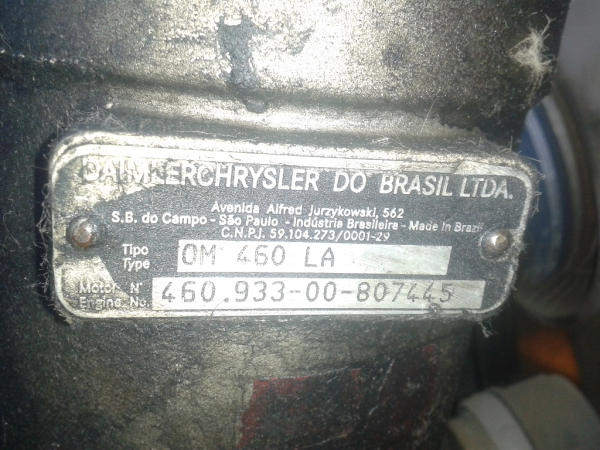 DAIMLERCHRYSLER DO BRASIL LTDA.
Avenida Alfred Jurzykowski, 562
S.B. do Campo - São Paulo - Indústria Brasileira - Made in Brazil
C.N.P.J. 59.104.273/0001-29
Tipo
Type OM 460 LA
Motor Nº
Engine No. 460.933-00-807445